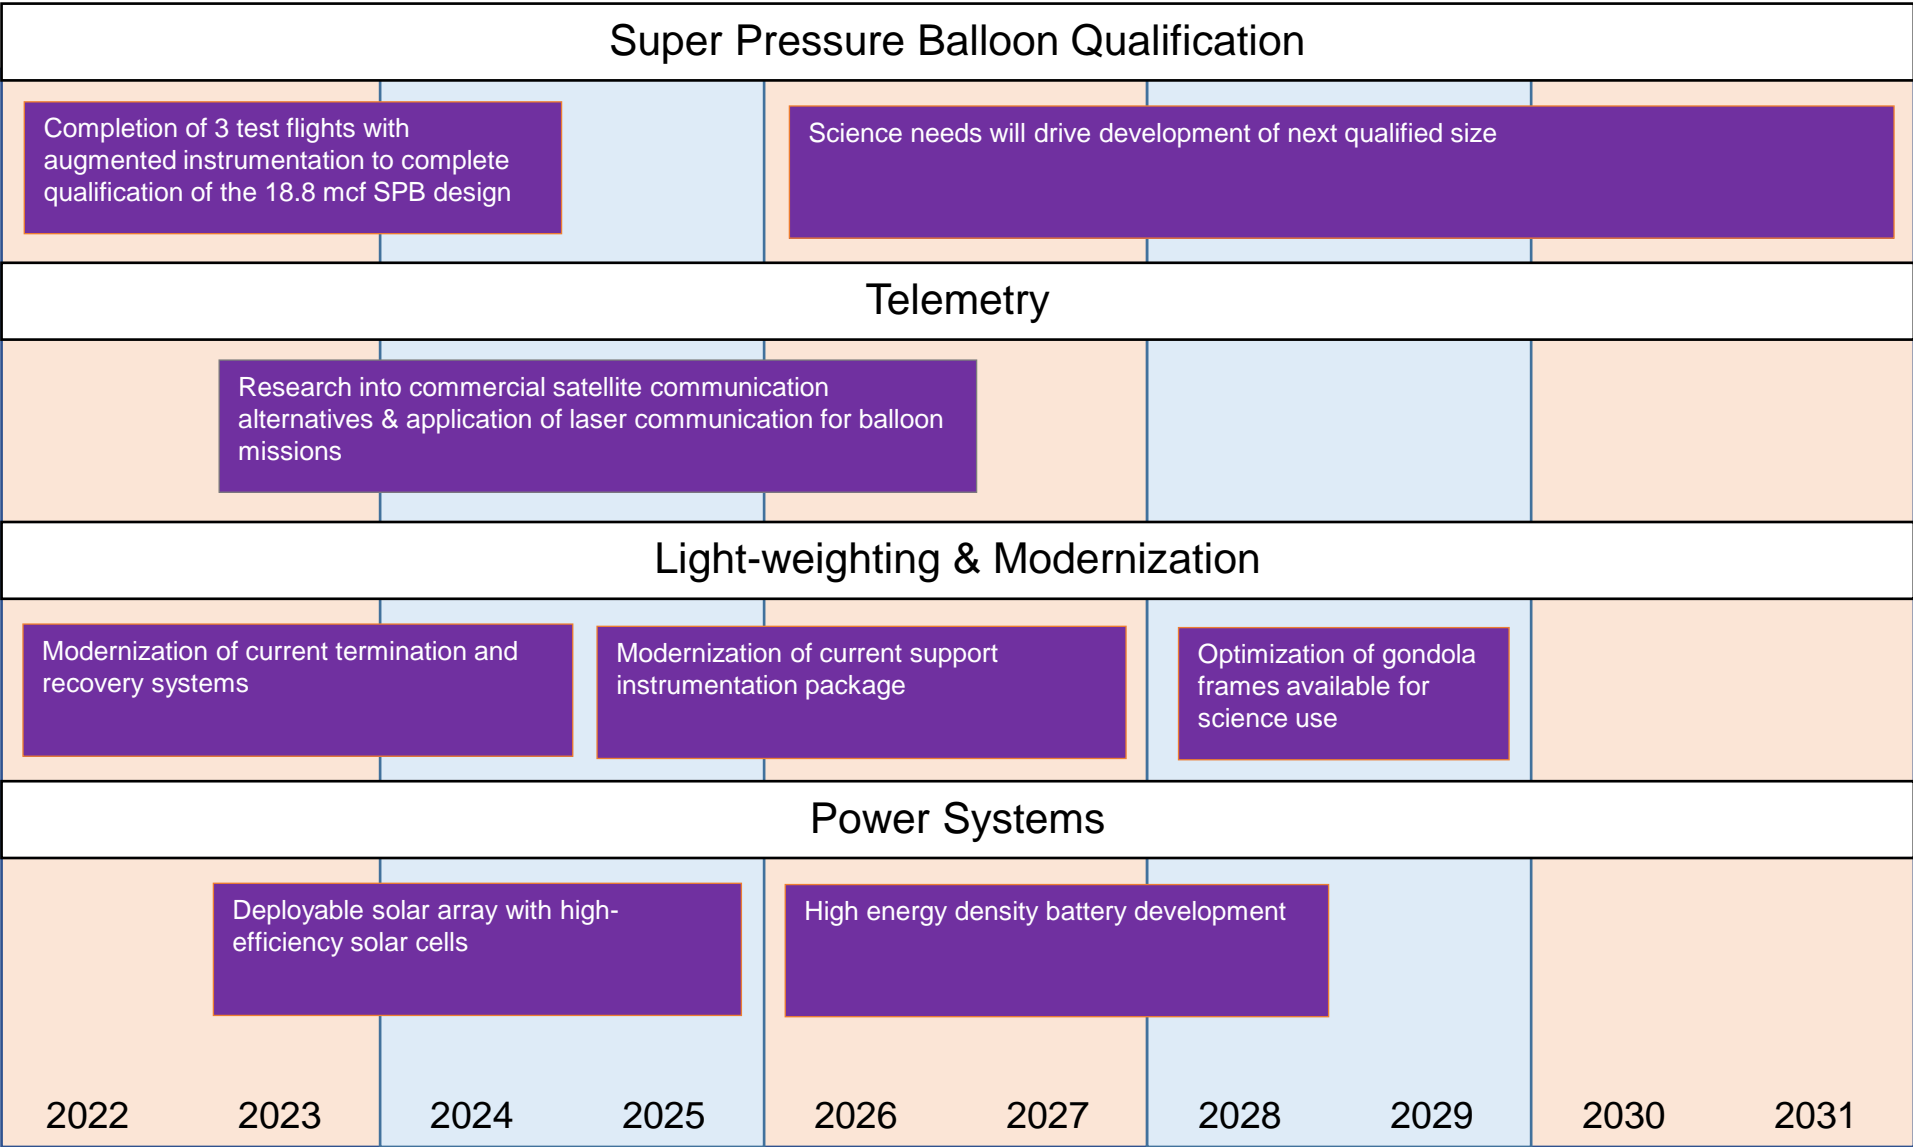 Super Pressure Balloon Qualification
Completion of 3 test flights with
augmented instrumentation to complete
qualification of the 18.8 mcf SPB design
Science needs will drive development of next qualified size
Telemetry
Research into commercial satellite communication
alternatives & application of laser communication for balloon
missions
Light-weighting & Modernization
Modernization of current termination and
recovery systems
Modernization of current support
instrumentation package
Optimization of gondola
frames available for
science use
Power Systems
Deployable solar array with high-
efficiency solar cells
High energy density battery development
2022 2023 2024 2025 2026 2027 2028 2029 2030 2031